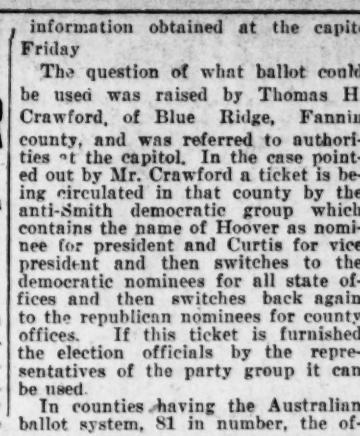 information obtained at the capit
Friday
The question of what ballot could
be used was raised by Thomas H
Crawford, of Blue Ridge, Fannin
county, and was referred to authori-
ties at the capitol. In the case point-
ed out by Mr. Crawford a ticket is be-
ing circulated in that county by the
anti-Smith democratic group which
contains the name of Hoover as nomi-
nee for president and Curtis for vice
president and then switches to the
democratic nominees for all state of-
fices and then switches back again
to the republican nominees for county
offices. If this ticket is furnished
the election officials by the repre-
sentatives of the party group it can
be used.
In counties having the Australian
ballot system, 81 in number, the of-